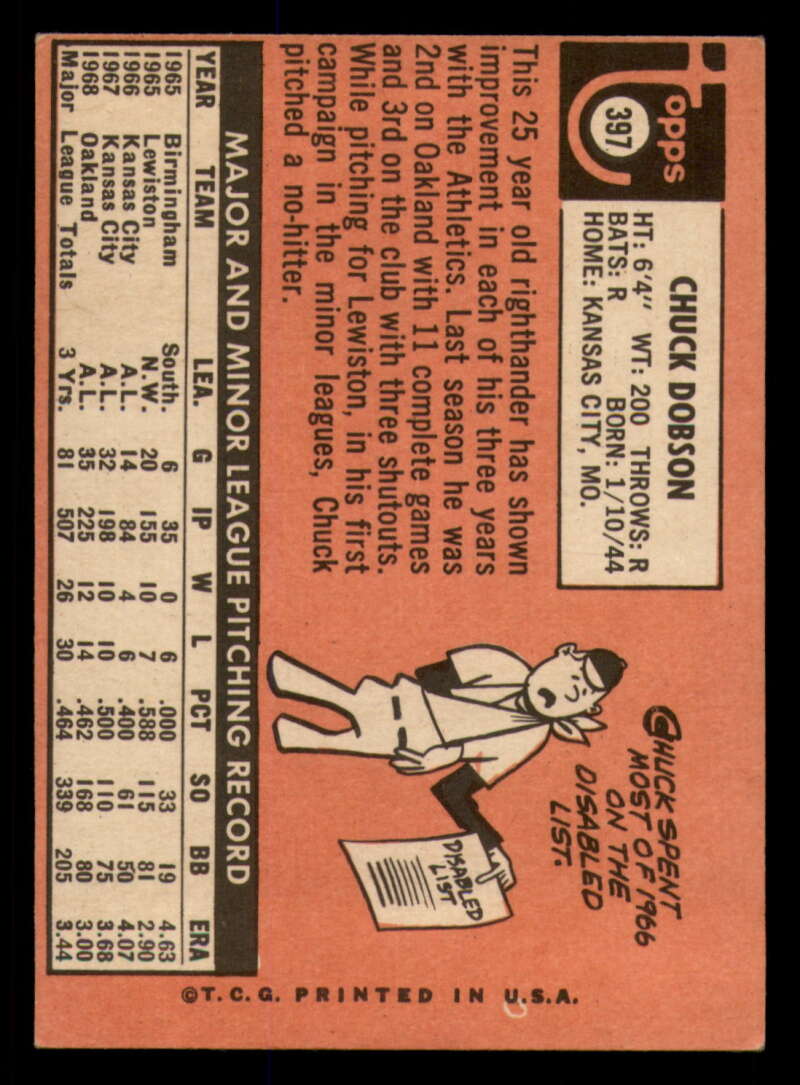 Topps
397
CHUCK DOBSON
HT: 6'4" WT: 200 THROWS: R
BATS: R BORN: 1/10/44
HOME: KANSAS CITY, MO.
This 25 year old righthander has shown
improvement in each of his three years
with the Athletics. Last season he was
2nd on Oakland with 11 complete games
and 3rd on the club with three shutouts.
While pitching for Lewiston, in his first
campaign in the minor leagues, Chuck
pitched a no-hitter.
CHUCK SPENT
MOST OF 1966
ON THE
DISABLED
LIST.
DISABLED
LIST
MAJOR AND MINOR LEAGUE PITCHING RECORD
YEAR TEAM LEA. G IP W L PCT SO BB ERA
1965 Birmingham South. 6 35 0 6 .000 33 19 4.63
1965 Lewiston N.W. 20 155 10 7 .588 115 81 2.90
1966 Kansas City A.L. 14 84 4 6 .400 61 50 4.07
1967 Kansas City A.L. 32 198 10 10 .500 110 75 3.68
1968 Oakland A.L. 35 225 12 14 .462 168 80 3.00
Major League Totals 3 Yrs. 81 507 26 30 .464 339 205 3.44
©T.C.G. PRINTED IN U.S.A.